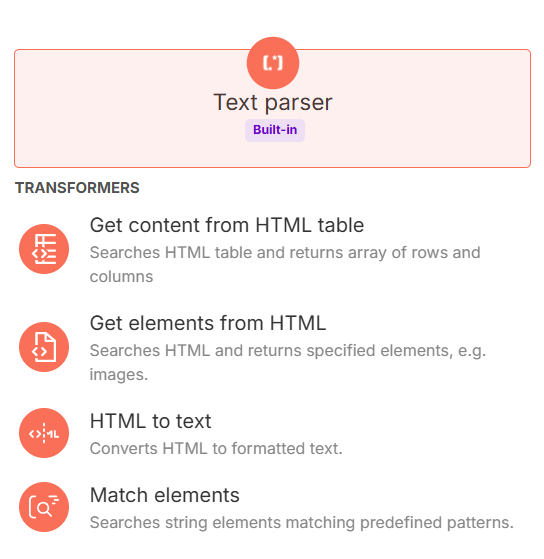 [.*]
Text parser
Built-in
TRANSFORMERS
Get content from HTML table
Searches HTML table and returns array of rows and
columns
Get elements from HTML
Searches HTML and returns specified elements, e.g.
images.
HTML to text
Converts HTML to formatted text.
Match elements
Searches string elements matching predefined patterns.